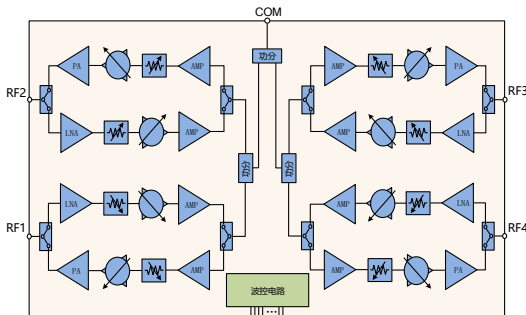 COM
功分
PA AMP AMP PA
RF2 RF3
LNA AMP AMP LNA
功分 功分
LNA AMP AMP LNA
RF1 RF4
PA AMP AMP PA
波控电路
...